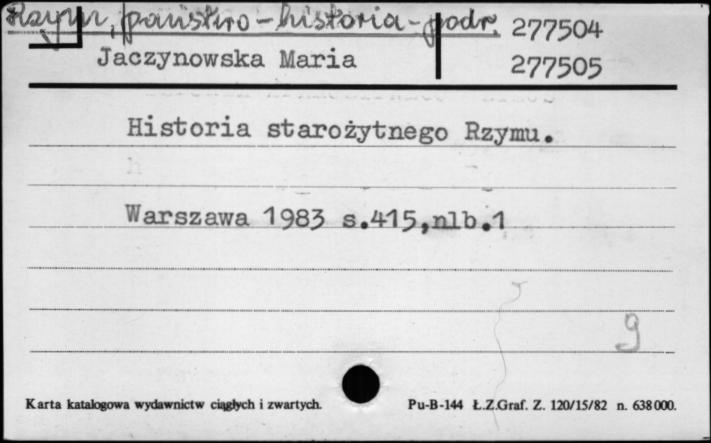 Rzym, państwo - historia - podr. 277504
Jaczynowska Maria 277505
Historia starożytnego Rzymu.
Warszawa 1983 s.415,nlb.1
9
Karta katalogowa wydawnictw ciągłych i zwartych. Pu-B-144 Ł.Z.Graf. Z. 120/15/82 n. 638000.